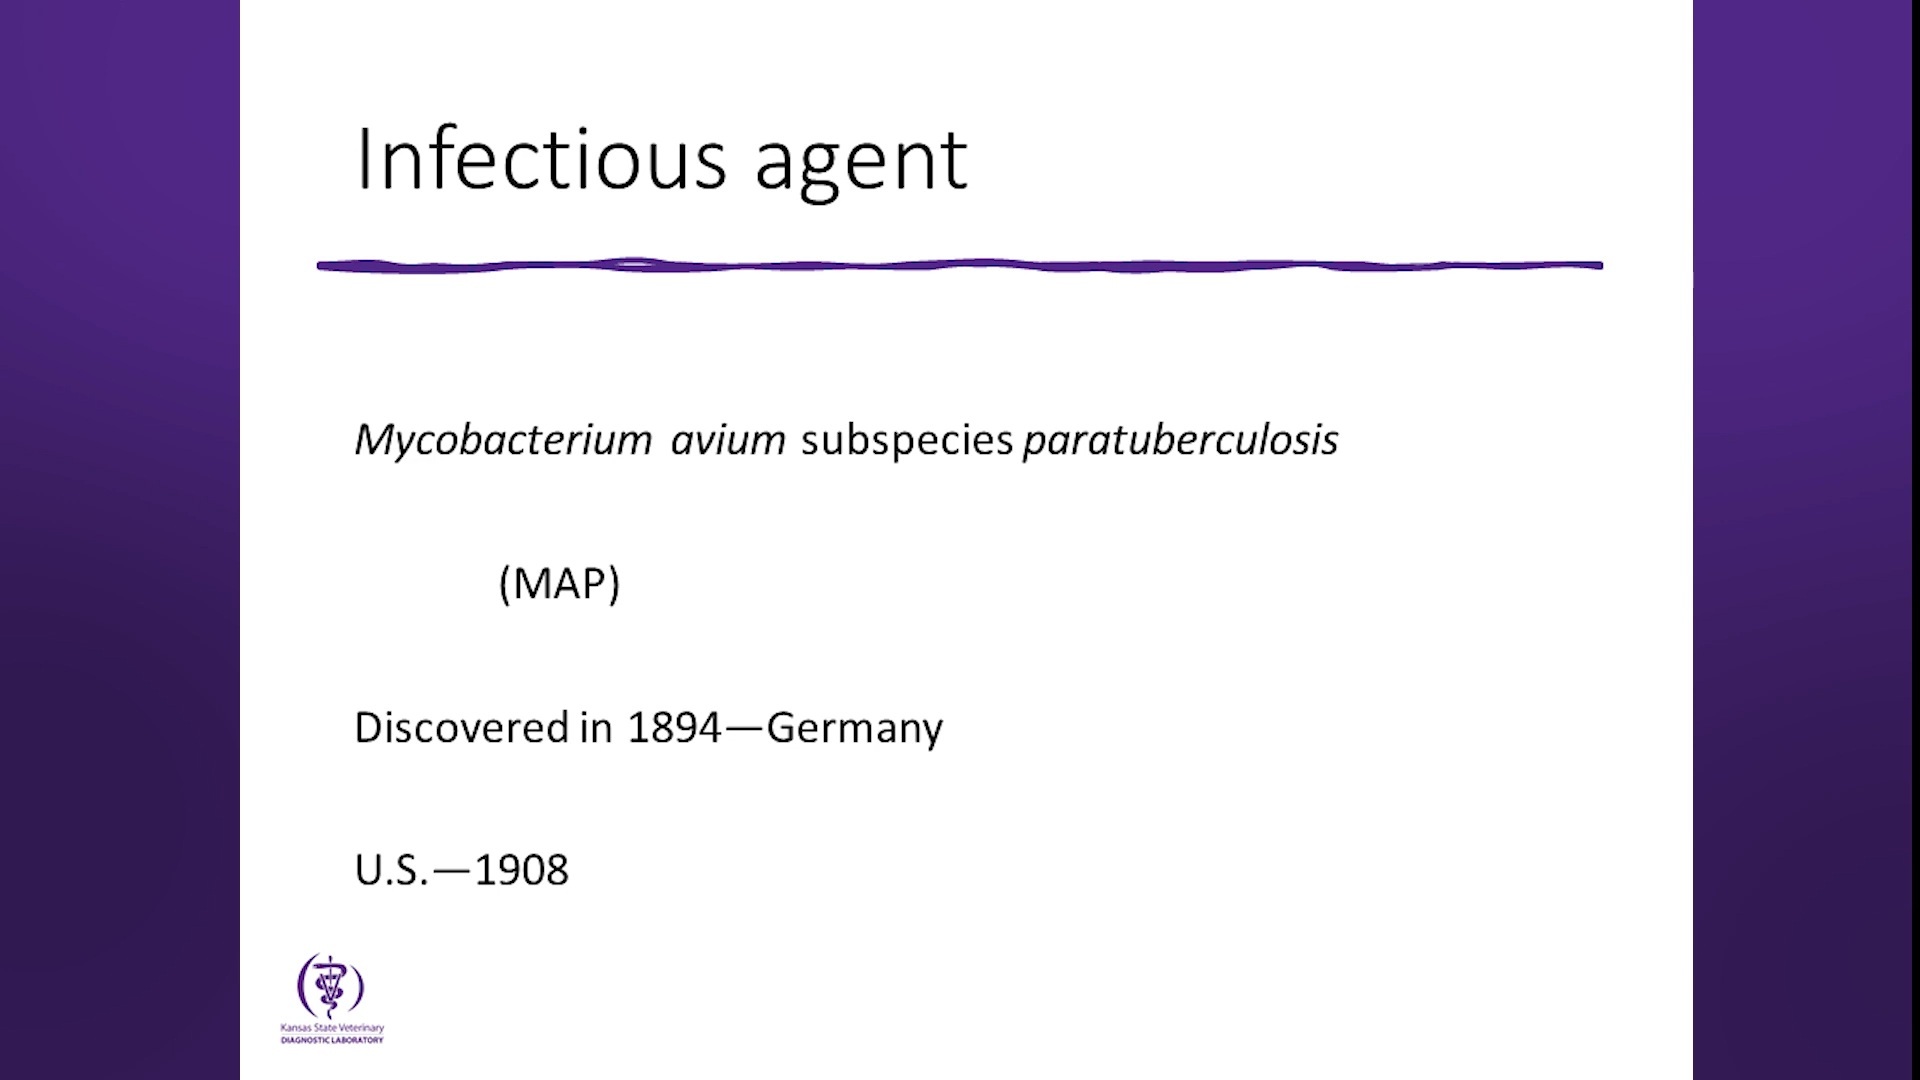 Infectious agent
Mycobacterium avium subspecies paratuberculosis
(MAP)
Discovered in 1894—Germany
U.S.—1908
Kansas State Veterinary
DIAGNOSTIC LABORATORY